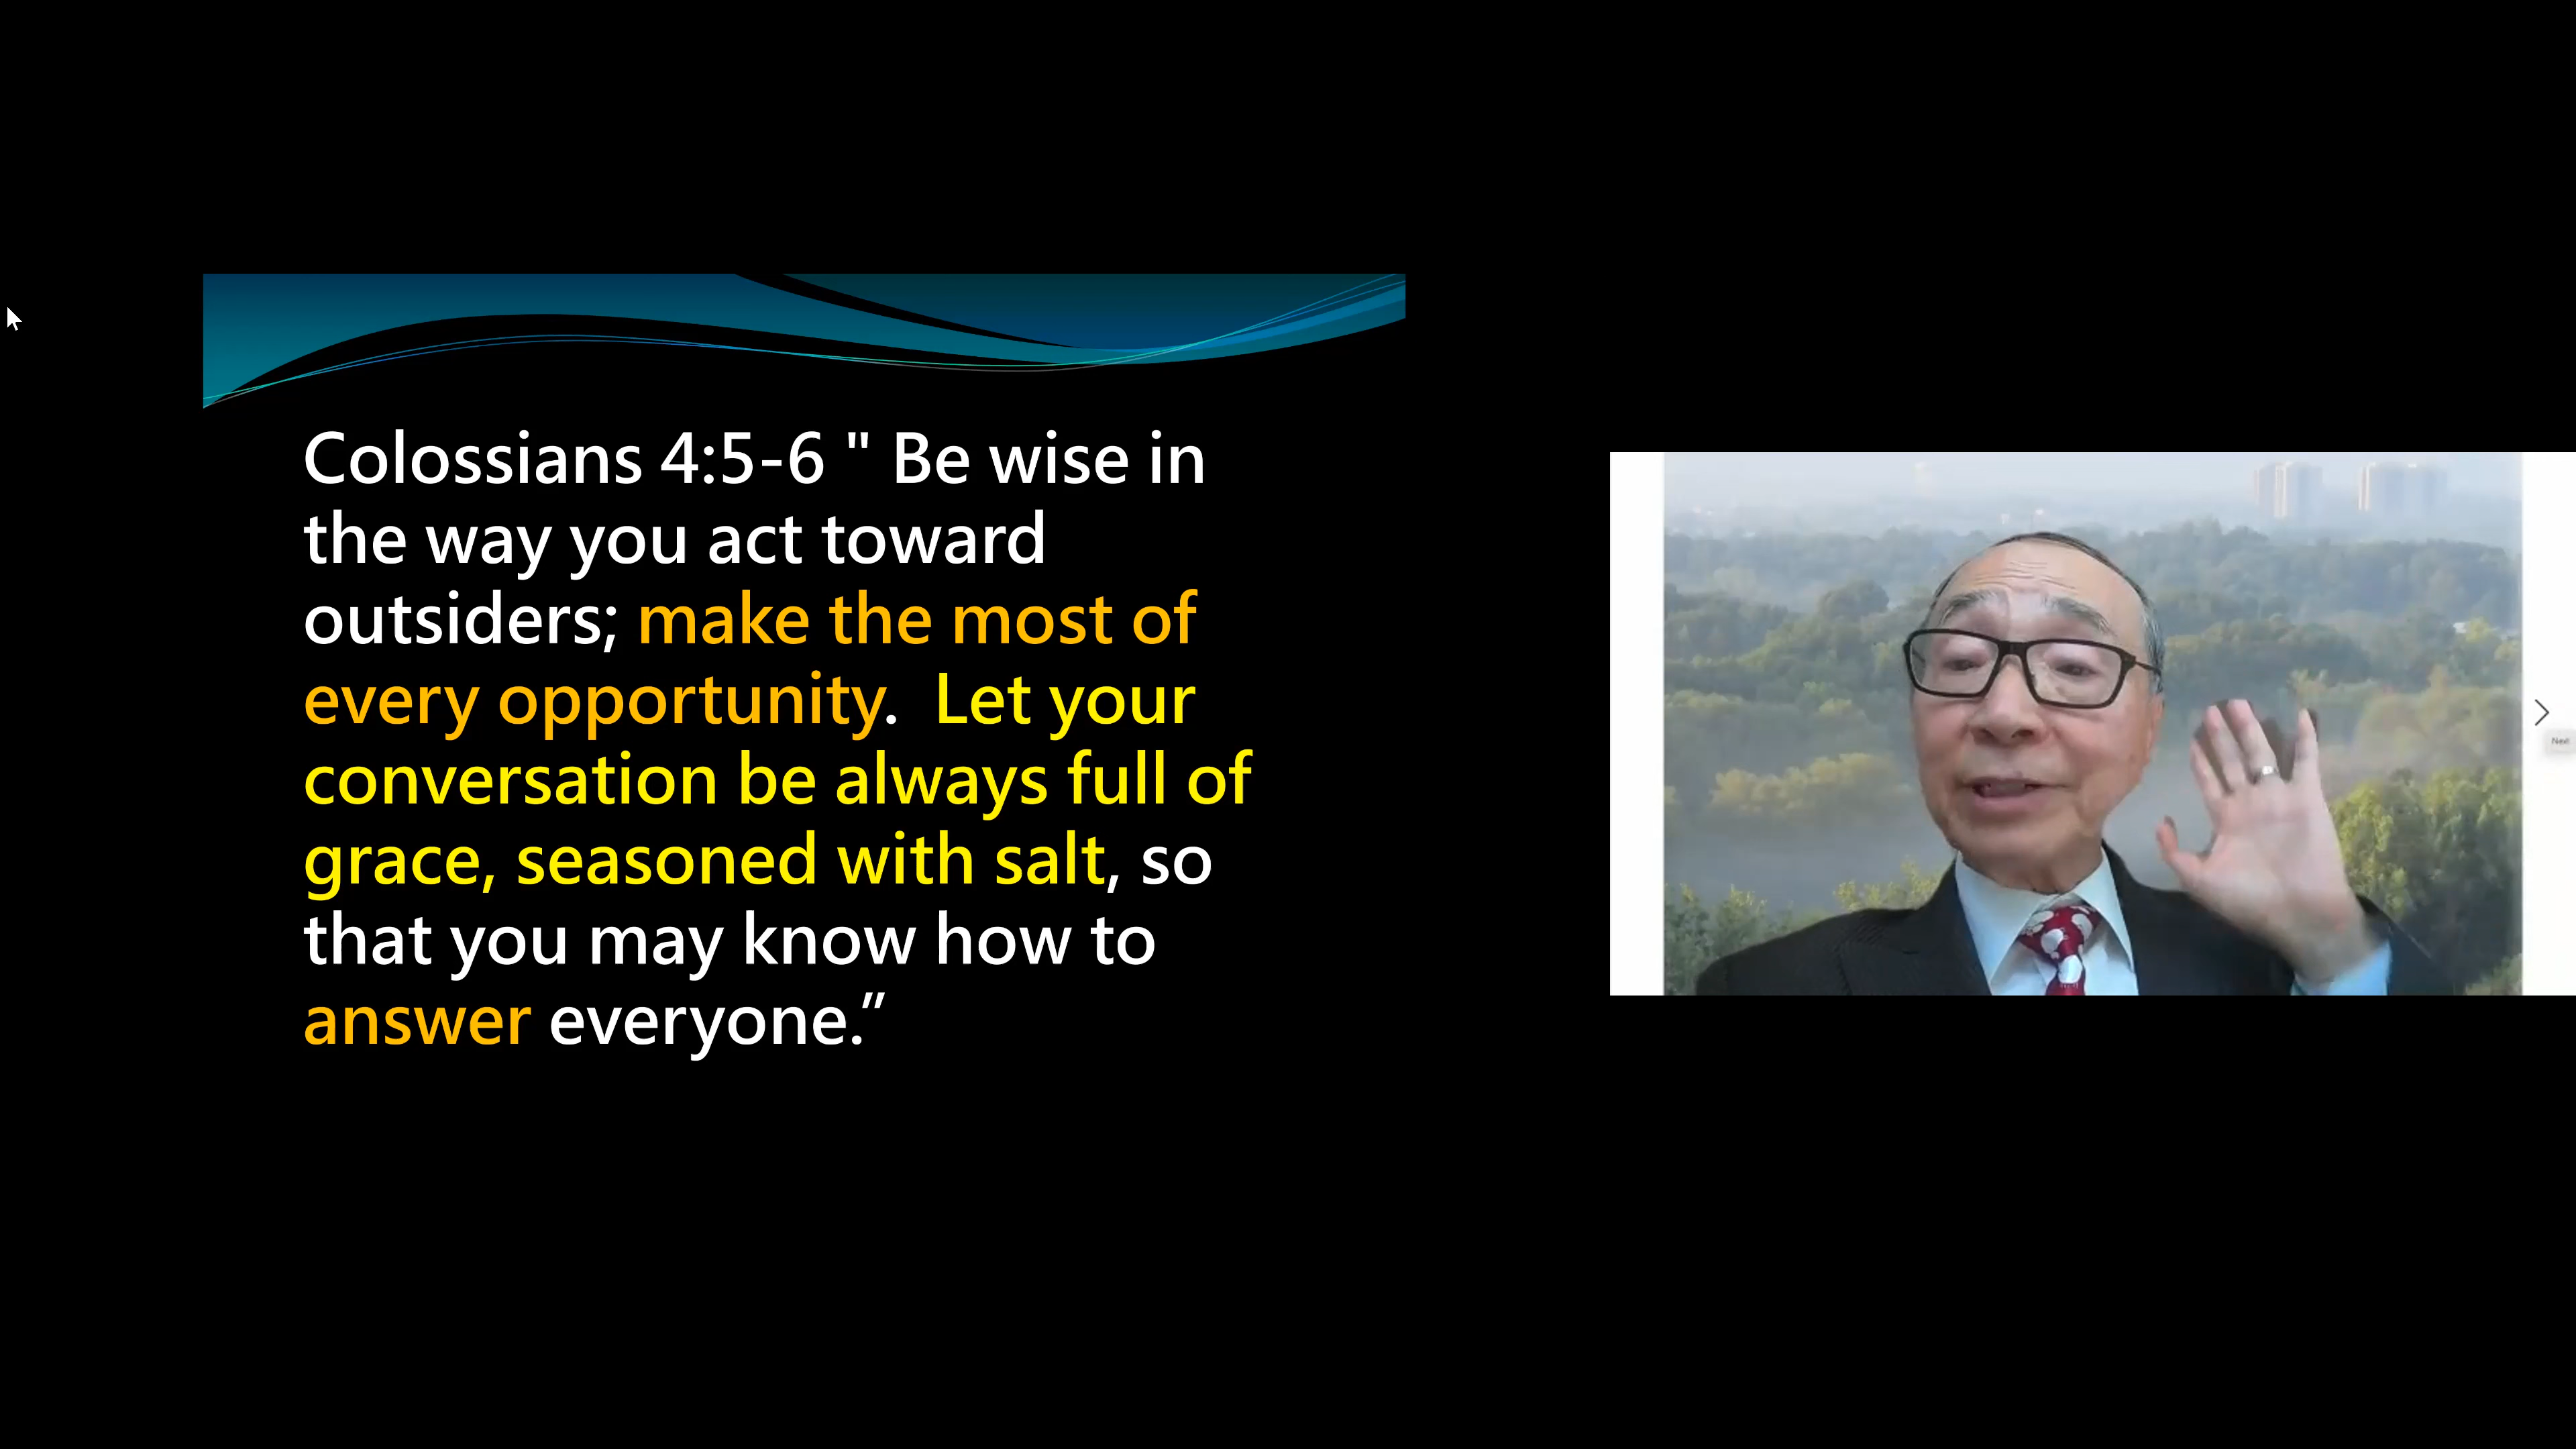 Colossians 4:5-6 " Be wise in
the way you act toward
outsiders; make the most of
every opportunity.  Let your
conversation be always full of
grace, seasoned with salt, so
that you may know how to
answer everyone.”
Next